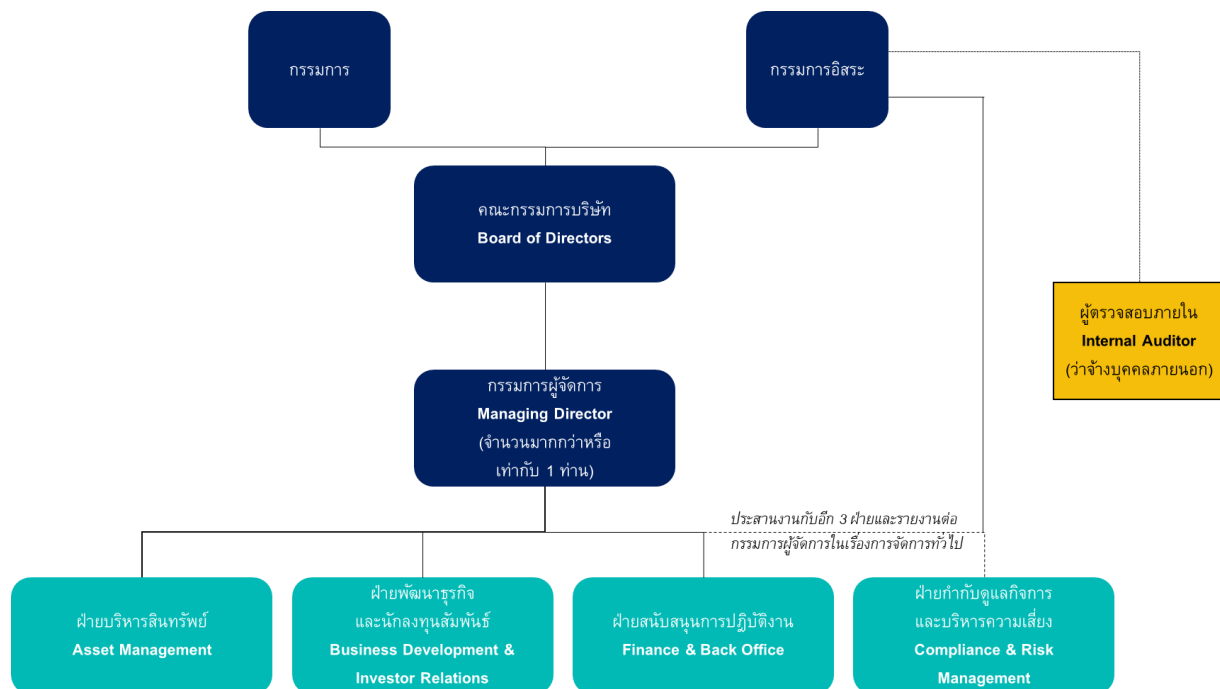 กรรมการ
กรรมการอิสระ
คณะกรรมการบริษัท
Board of Directors
ผู้ตรวจสอบภายใน
Internal Auditor
(ว่าจ้างบุคคลภายนอก)
กรรมการผู้จัดการ
Managing Director
(จำนวนมากกว่าหรือ
เท่ากับ 1 ท่าน)
ประสานงานกับอีก 3 ฝ่ายและรายงานต่อ
กรรมการผู้จัดการในเรื่องการจัดการทั่วไป
ฝ่ายบริหารสินทรัพย์
Asset Management
ฝ่ายพัฒนาธุรกิจ
และนักลงทุนสัมพันธ์
Business Development &
Investor Relations
ฝ่ายสนับสนุนการปฎิบัติงาน
Finance & Back Office
ฝ่ายกำกับดูแลกิจการ
และบริหารความเสี่ยง
Compliance & Risk
Management